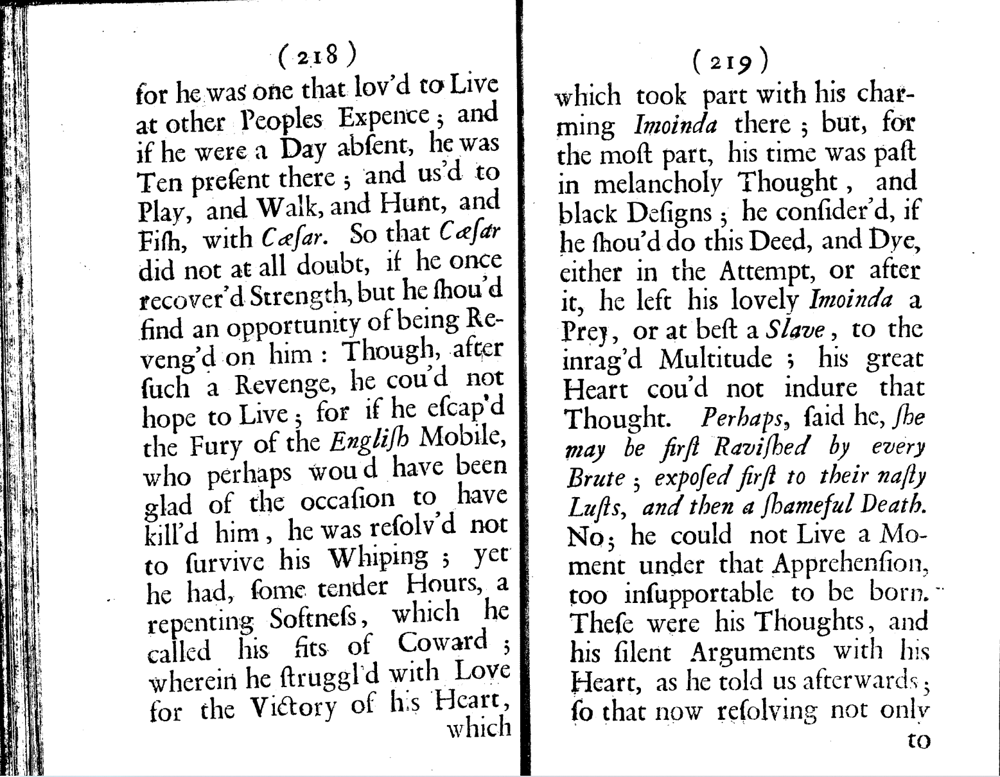 (218)
for he was one that lov'd to Live
at other Peoples Expence; and
if he were a Day abſent, he was
Ten preſent there; and us'd to
Play, and Walk, and Hunt, and
Fiſh, with Cæſar. So that Cæſar
did not at all doubt, if he once
recover'd Strength, but he ſhou'd
find an opportunity of being Re-
veng'd on him: Though, after
ſuch a Revenge, he cou'd not
hope to Live; for if he eſcap'd
the Fury of the Engliſh Mobile,
who perhaps wou d have been
glad of the occaſion to have
kill'd him, he was reſolv'd not
to ſurvive his Whiping; yet
he had, ſome tender Hours, a
repenting Softneſs, which he
called his fits of Coward;
wherein he ſtruggl'd with Love
for the Victory of his Heart,
which
(219)
which took part with his char-
ming Imoinda there; but, for
the moſt part, his time was paſt
in melancholy Thought, and
black Deſigns; he conſider'd, if
he ſhou'd do this Deed, and Dye,
either in the Attempt, or after
it, he left his lovely Imoinda a
Prey, or at beſt a Slave, to the
inrag'd Multitude; his great
Heart cou'd not indure that
Thought. Perhaps, ſaid he, ſhe
may be firſt Raviſhed by every
Brute; expoſed firſt to their naſty
Luſts, and then a ſhameful Death.
No; he could not Live a Mo-
ment under that Apprehenſion,
too inſupportable to be born.
Theſe were his Thoughts, and
his ſilent Arguments with his
Heart, as he told us afterwards;
ſo that now reſolving not only
to